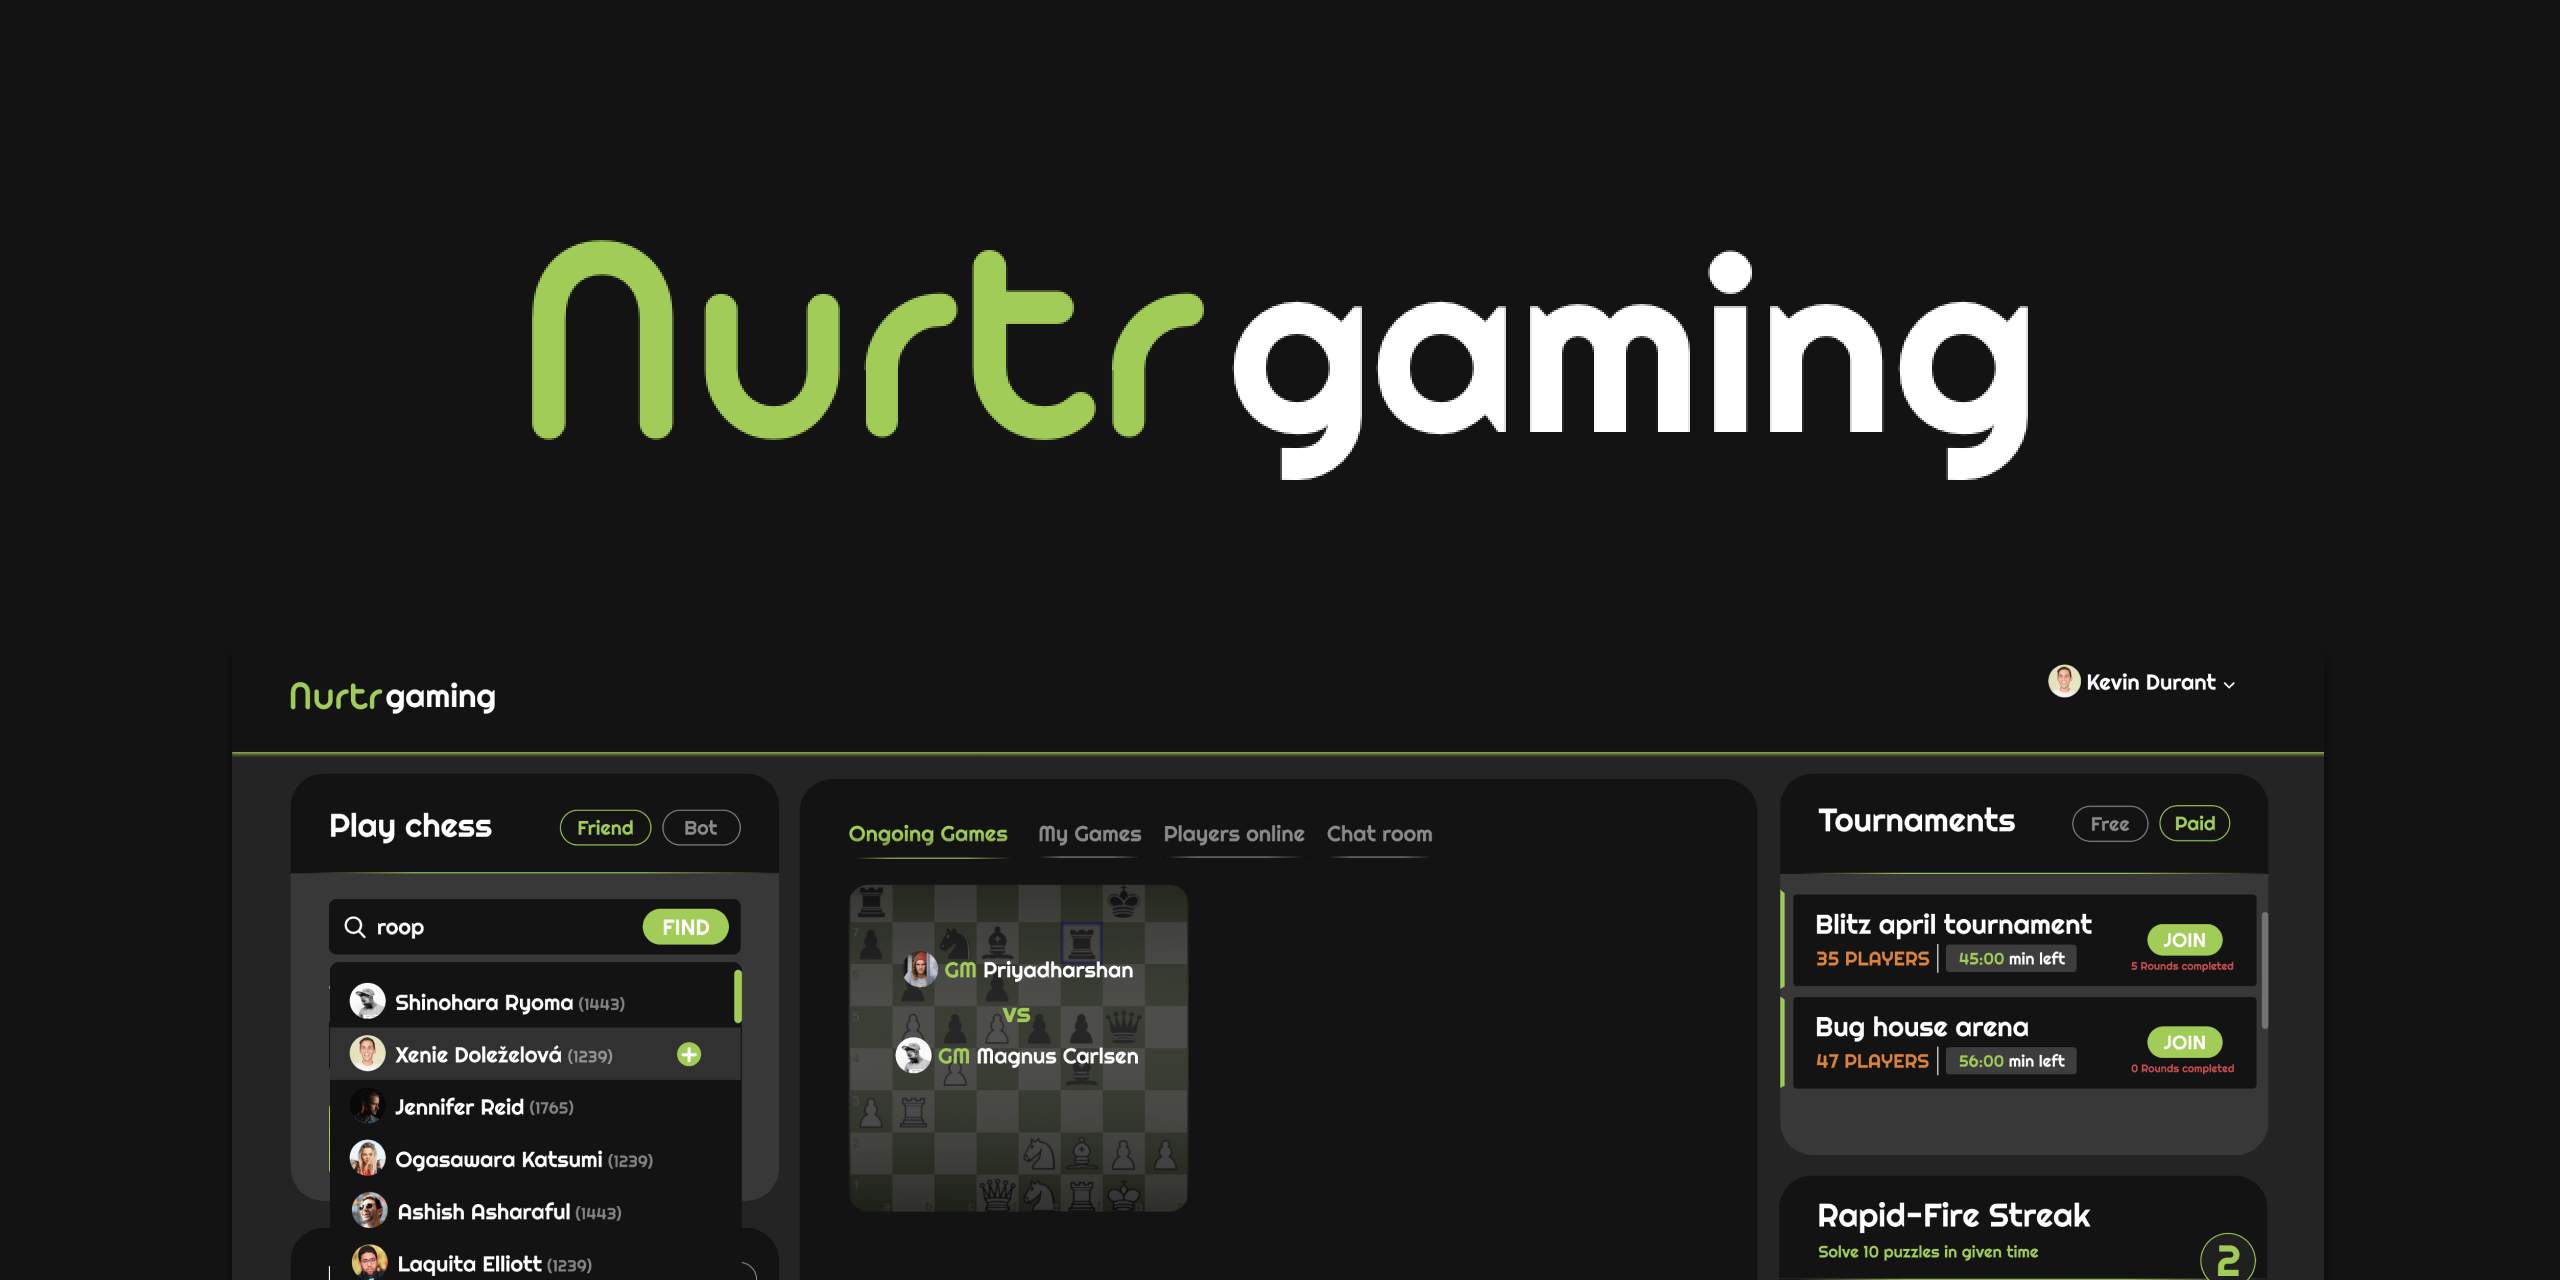 Nurtr gaming
Nurtr gaming
Kevin Durant
Play chess
Friend
Bot
roop
FIND
Shinohara Ryoma (1443)
Xenie Doleželová (1239)
Jennifer Reid (1765)
Ogasawara Katsumi (1239)
Ashish Asharaful (1443)
Laquita Elliott (1239)
Ongoing Games
My Games
Players online
Chat room
GM Priyadharshan
vs
GM Magnus Carlsen
Tournaments
Free
Paid
Blitz april tournament
35 PLAYERS
45:00 min left
JOIN
5 Rounds completed
Bug house arena
47 PLAYERS
56:00 min left
JOIN
0 Rounds completed
Rapid-Fire Streak
Solve 10 puzzles in given time
2